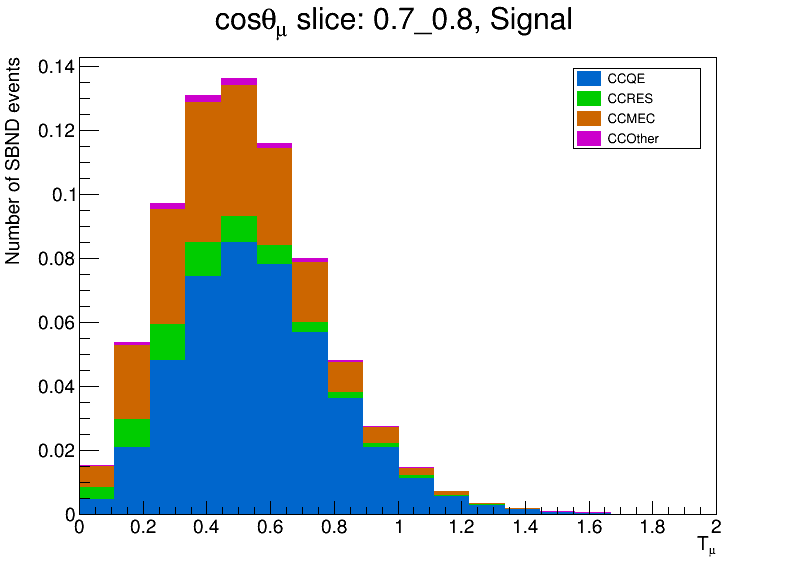 cosθμ slice: 0.7_0.8, Signal
Number of SBND events
0.14
0.12
0.1
0.08
0.06
0.04
0.02
0
CCQE
CCRES
CCMEC
CCOther
0 0.2 0.4 0.6 0.8 1 1.2 1.4 1.6 1.8 2
Tμ